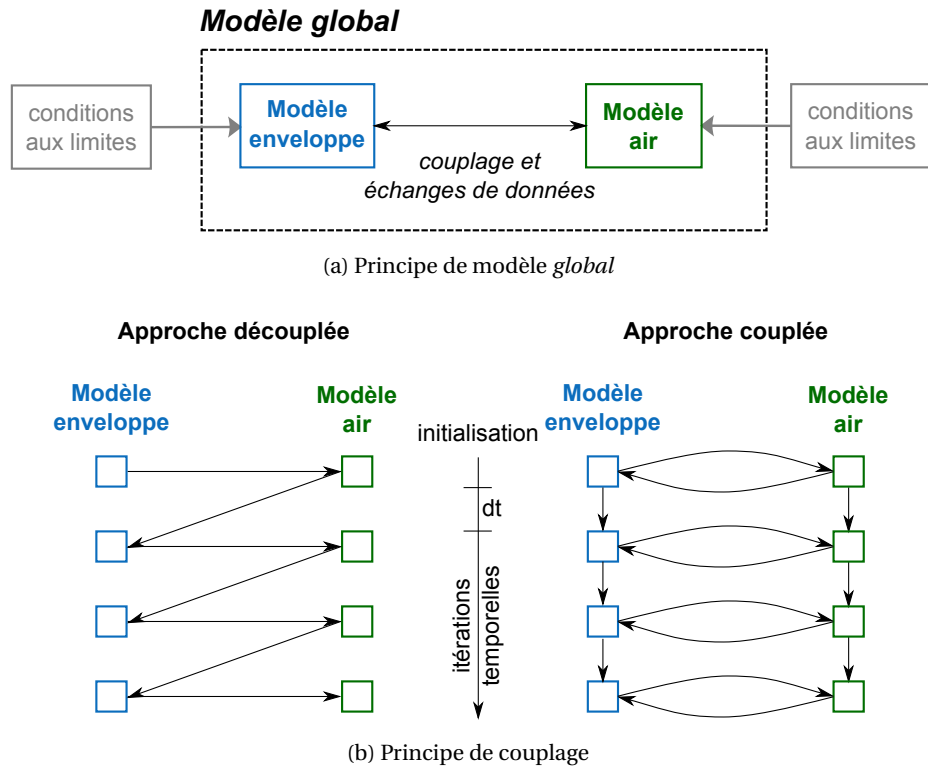 Modèle global
conditions
aux limites
Modèle
enveloppe
Modèle
air
conditions
aux limites
couplage et
échanges de données
(a) Principe de modèle global
Approche découplée
Approche couplée
Modèle
enveloppe
Modèle
air
initialisation
dt
itérations
temporelles
Modèle
enveloppe
Modèle
air
(b) Principe de couplage